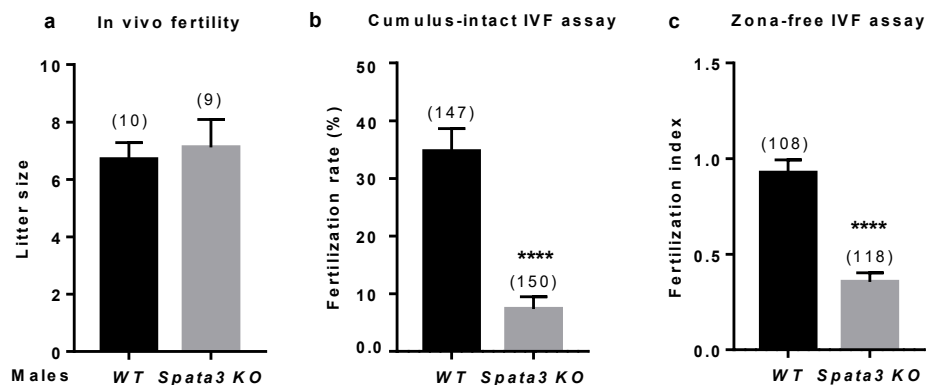 a In vivo fertility
Litter size
10
8
6
4
2
0
(10)
(9)
Males WT Spata3 KO
b Cumulus-intact IVF assay
Fertilization rate (%)
50
40
30
20
10
0.0
(147)
****
(150)
WT Spata3 KO
c Zona-free IVF assay
Fertilization index
1.5
1.0
0.5
0.0
(108)
****
(118)
WT Spata3 KO